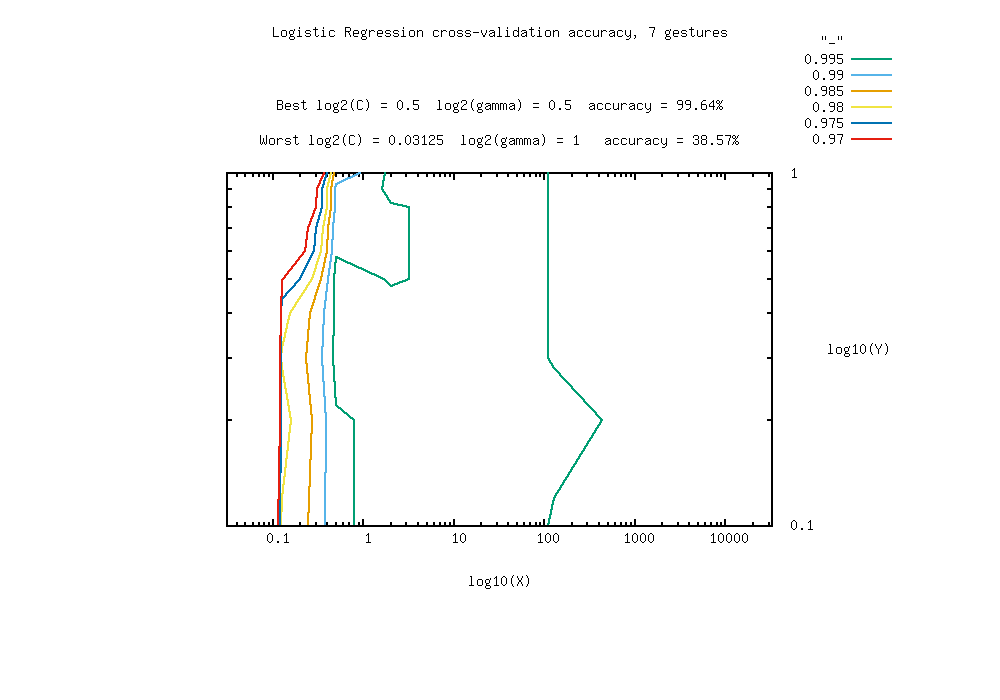 Logistic Regression cross-validation accuracy, 7 gestures
"_"
0.995
0.99
0.985
0.98
0.975
0.97
Best log2(C) = 0.5  log2(gamma) = 0.5  accuracy = 99.64%
Worst log2(C) = 0.03125  log2(gamma) = 1   accuracy = 38.57%
1
log10(Y)
0.1
0.1 1 10 100 1000 10000
log10(X)